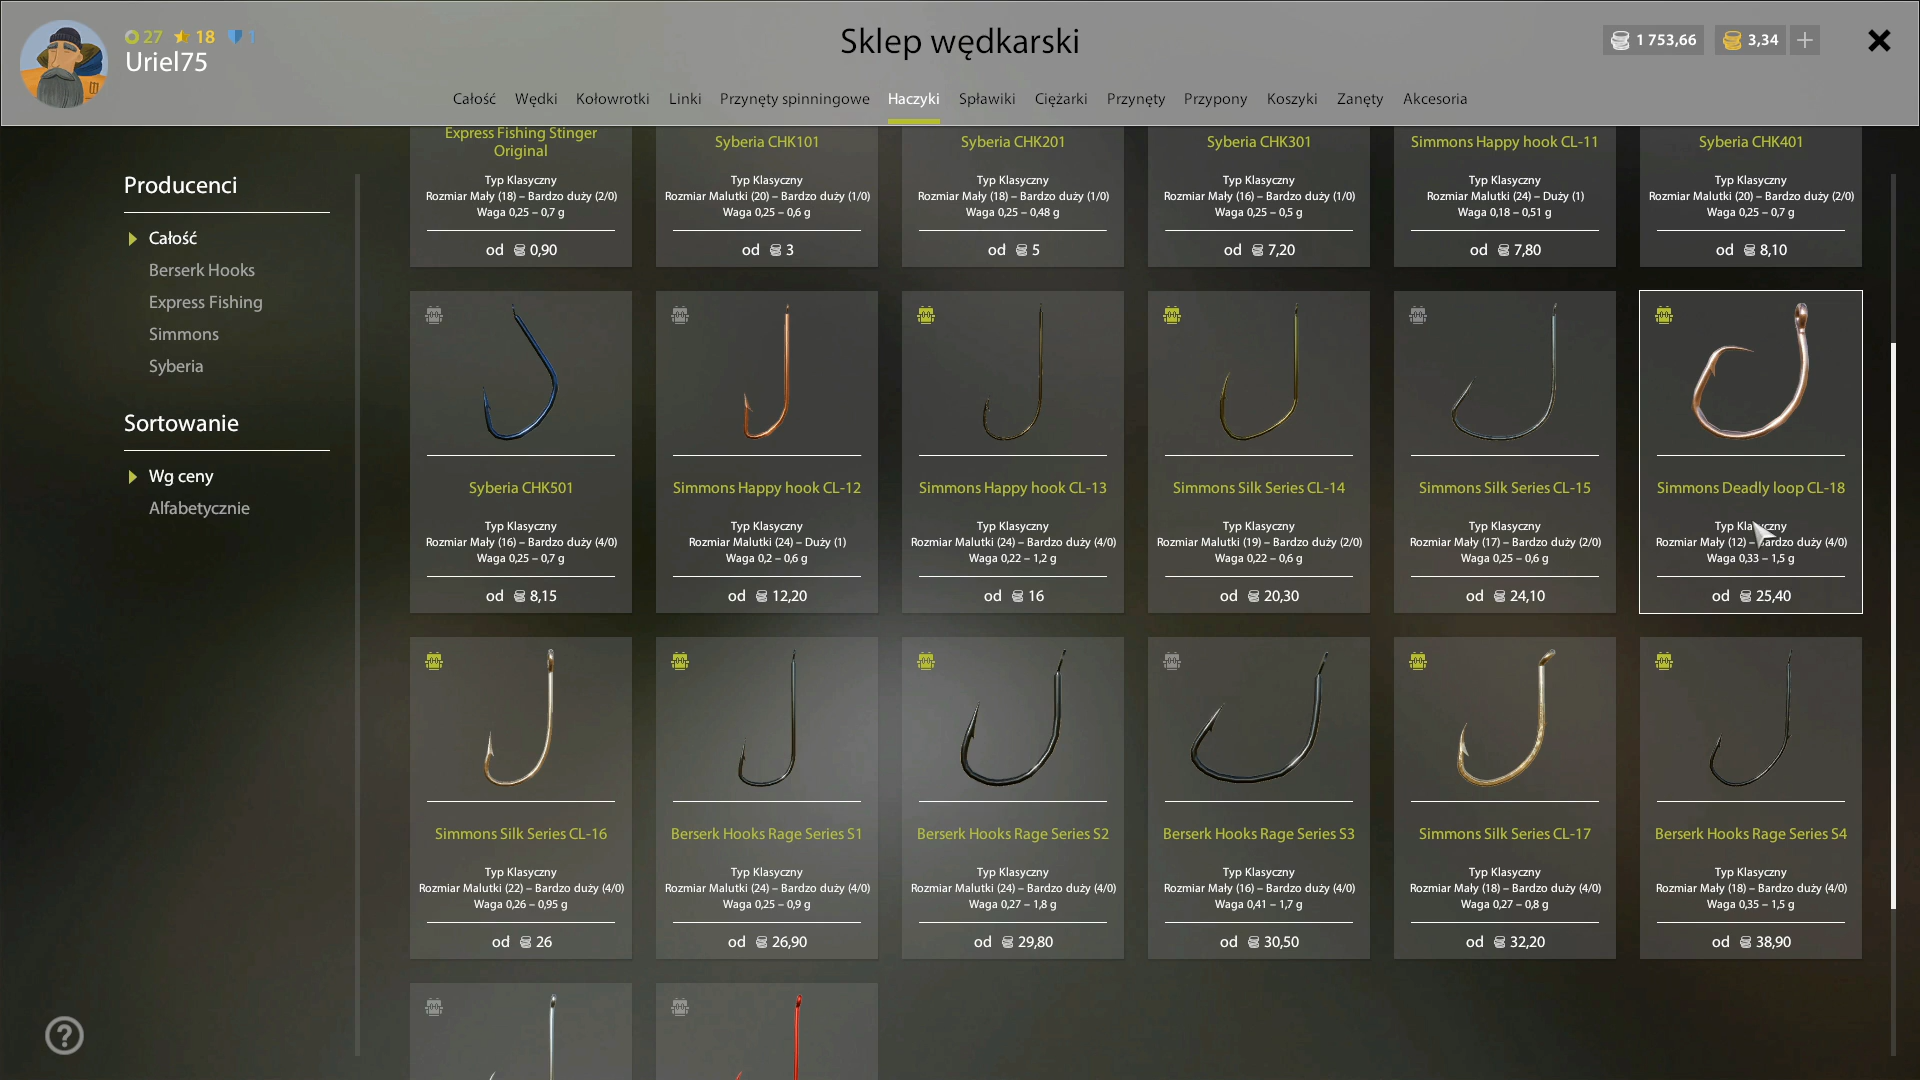 27 18 1
Uriel75
Sklep wędkarski
1 753,66 3,34
Całość Wędki Kołowrotki Linki Przynęty spinningowe Haczyki Spławiki Ciężarki Przynęty Przypony Koszyki Zanęty Akcesoria
Producenci
Całość
Berserk Hooks
Express Fishing
Simmons
Syberia
Sortowanie
Wg ceny
Alfabetycznie
Express Fishing Stinger
Original
Typ Klasyczny
Rozmiar Mały (18) – Bardzo duży (2/0)
Waga 0,25 – 0,7 g
od 0,90
Syberia CHK101
Typ Klasyczny
Rozmiar Malutki (20) – Bardzo duży (1/0)
Waga 0,25 – 0,6 g
od 3
Syberia CHK201
Typ Klasyczny
Rozmiar Mały (18) – Bardzo duży (1/0)
Waga 0,25 – 0,48 g
od 5
Syberia CHK301
Typ Klasyczny
Rozmiar Mały (16) – Bardzo duży (1/0)
Waga 0,25 – 0,5 g
od 7,20
Simmons Happy hook CL-11
Typ Klasyczny
Rozmiar Malutki (24) – Duży (1)
Waga 0,18 – 0,51 g
od 7,80
Syberia CHK401
Typ Klasyczny
Rozmiar Malutki (20) – Bardzo duży (2/0)
Waga 0,25 – 0,7 g
od 8,10
Syberia CHK501
Typ Klasyczny
Rozmiar Mały (16) – Bardzo duży (4/0)
Waga 0,25 – 0,7 g
od 8,15
Simmons Happy hook CL-12
Typ Klasyczny
Rozmiar Malutki (24) – Duży (1)
Waga 0,2 – 0,6 g
od 12,20
Simmons Happy hook CL-13
Typ Klasyczny
Rozmiar Malutki (24) – Bardzo duży (4/0)
Waga 0,22 – 1,2 g
od 16
Simmons Silk Series CL-14
Typ Klasyczny
Rozmiar Malutki (19) – Bardzo duży (2/0)
Waga 0,22 – 0,6 g
od 20,30
Simmons Silk Series CL-15
Typ Klasyczny
Rozmiar Mały (17) – Bardzo duży (2/0)
Waga 0,25 – 0,6 g
od 24,10
Simmons Deadly loop CL-18
Typ Klasyczny
Rozmiar Mały (12) – Bardzo duży (4/0)
Waga 0,33 – 1,5 g
od 25,40
Simmons Silk Series CL-16
Typ Klasyczny
Rozmiar Malutki (22) – Bardzo duży (4/0)
Waga 0,26 – 0,95 g
od 26
Berserk Hooks Rage Series S1
Typ Klasyczny
Rozmiar Malutki (24) – Bardzo duży (4/0)
Waga 0,25 – 0,9 g
od 26,90
Berserk Hooks Rage Series S2
Typ Klasyczny
Rozmiar Malutki (24) – Bardzo duży (4/0)
Waga 0,27 – 1,8 g
od 29,80
Berserk Hooks Rage Series S3
Typ Klasyczny
Rozmiar Mały (16) – Bardzo duży (4/0)
Waga 0,41 – 1,7 g
od 30,50
Simmons Silk Series CL-17
Typ Klasyczny
Rozmiar Mały (18) – Bardzo duży (4/0)
Waga 0,27 – 0,8 g
od 32,20
Berserk Hooks Rage Series S4
Typ Klasyczny
Rozmiar Mały (18) – Bardzo duży (4/0)
Waga 0,35 – 1,5 g
od 38,90
?